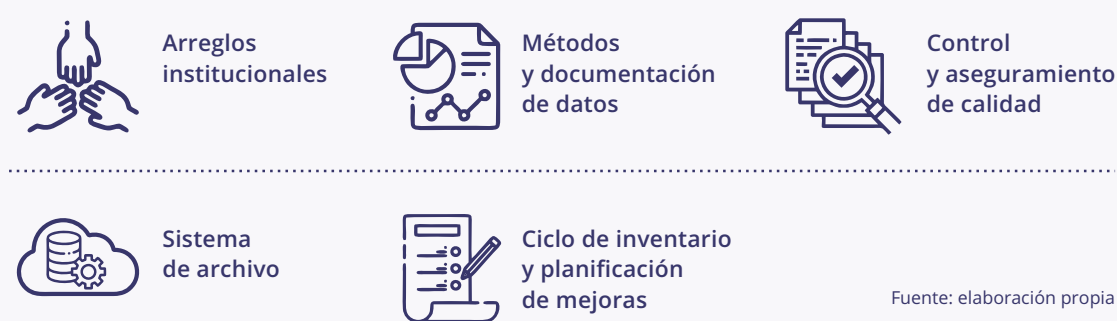 Arreglos
institucionales
Métodos
y documentación
de datos
Control
y aseguramiento
de calidad
Sistema
de archivo
Ciclo de inventario
y planificación
de mejoras
Fuente: elaboración propia